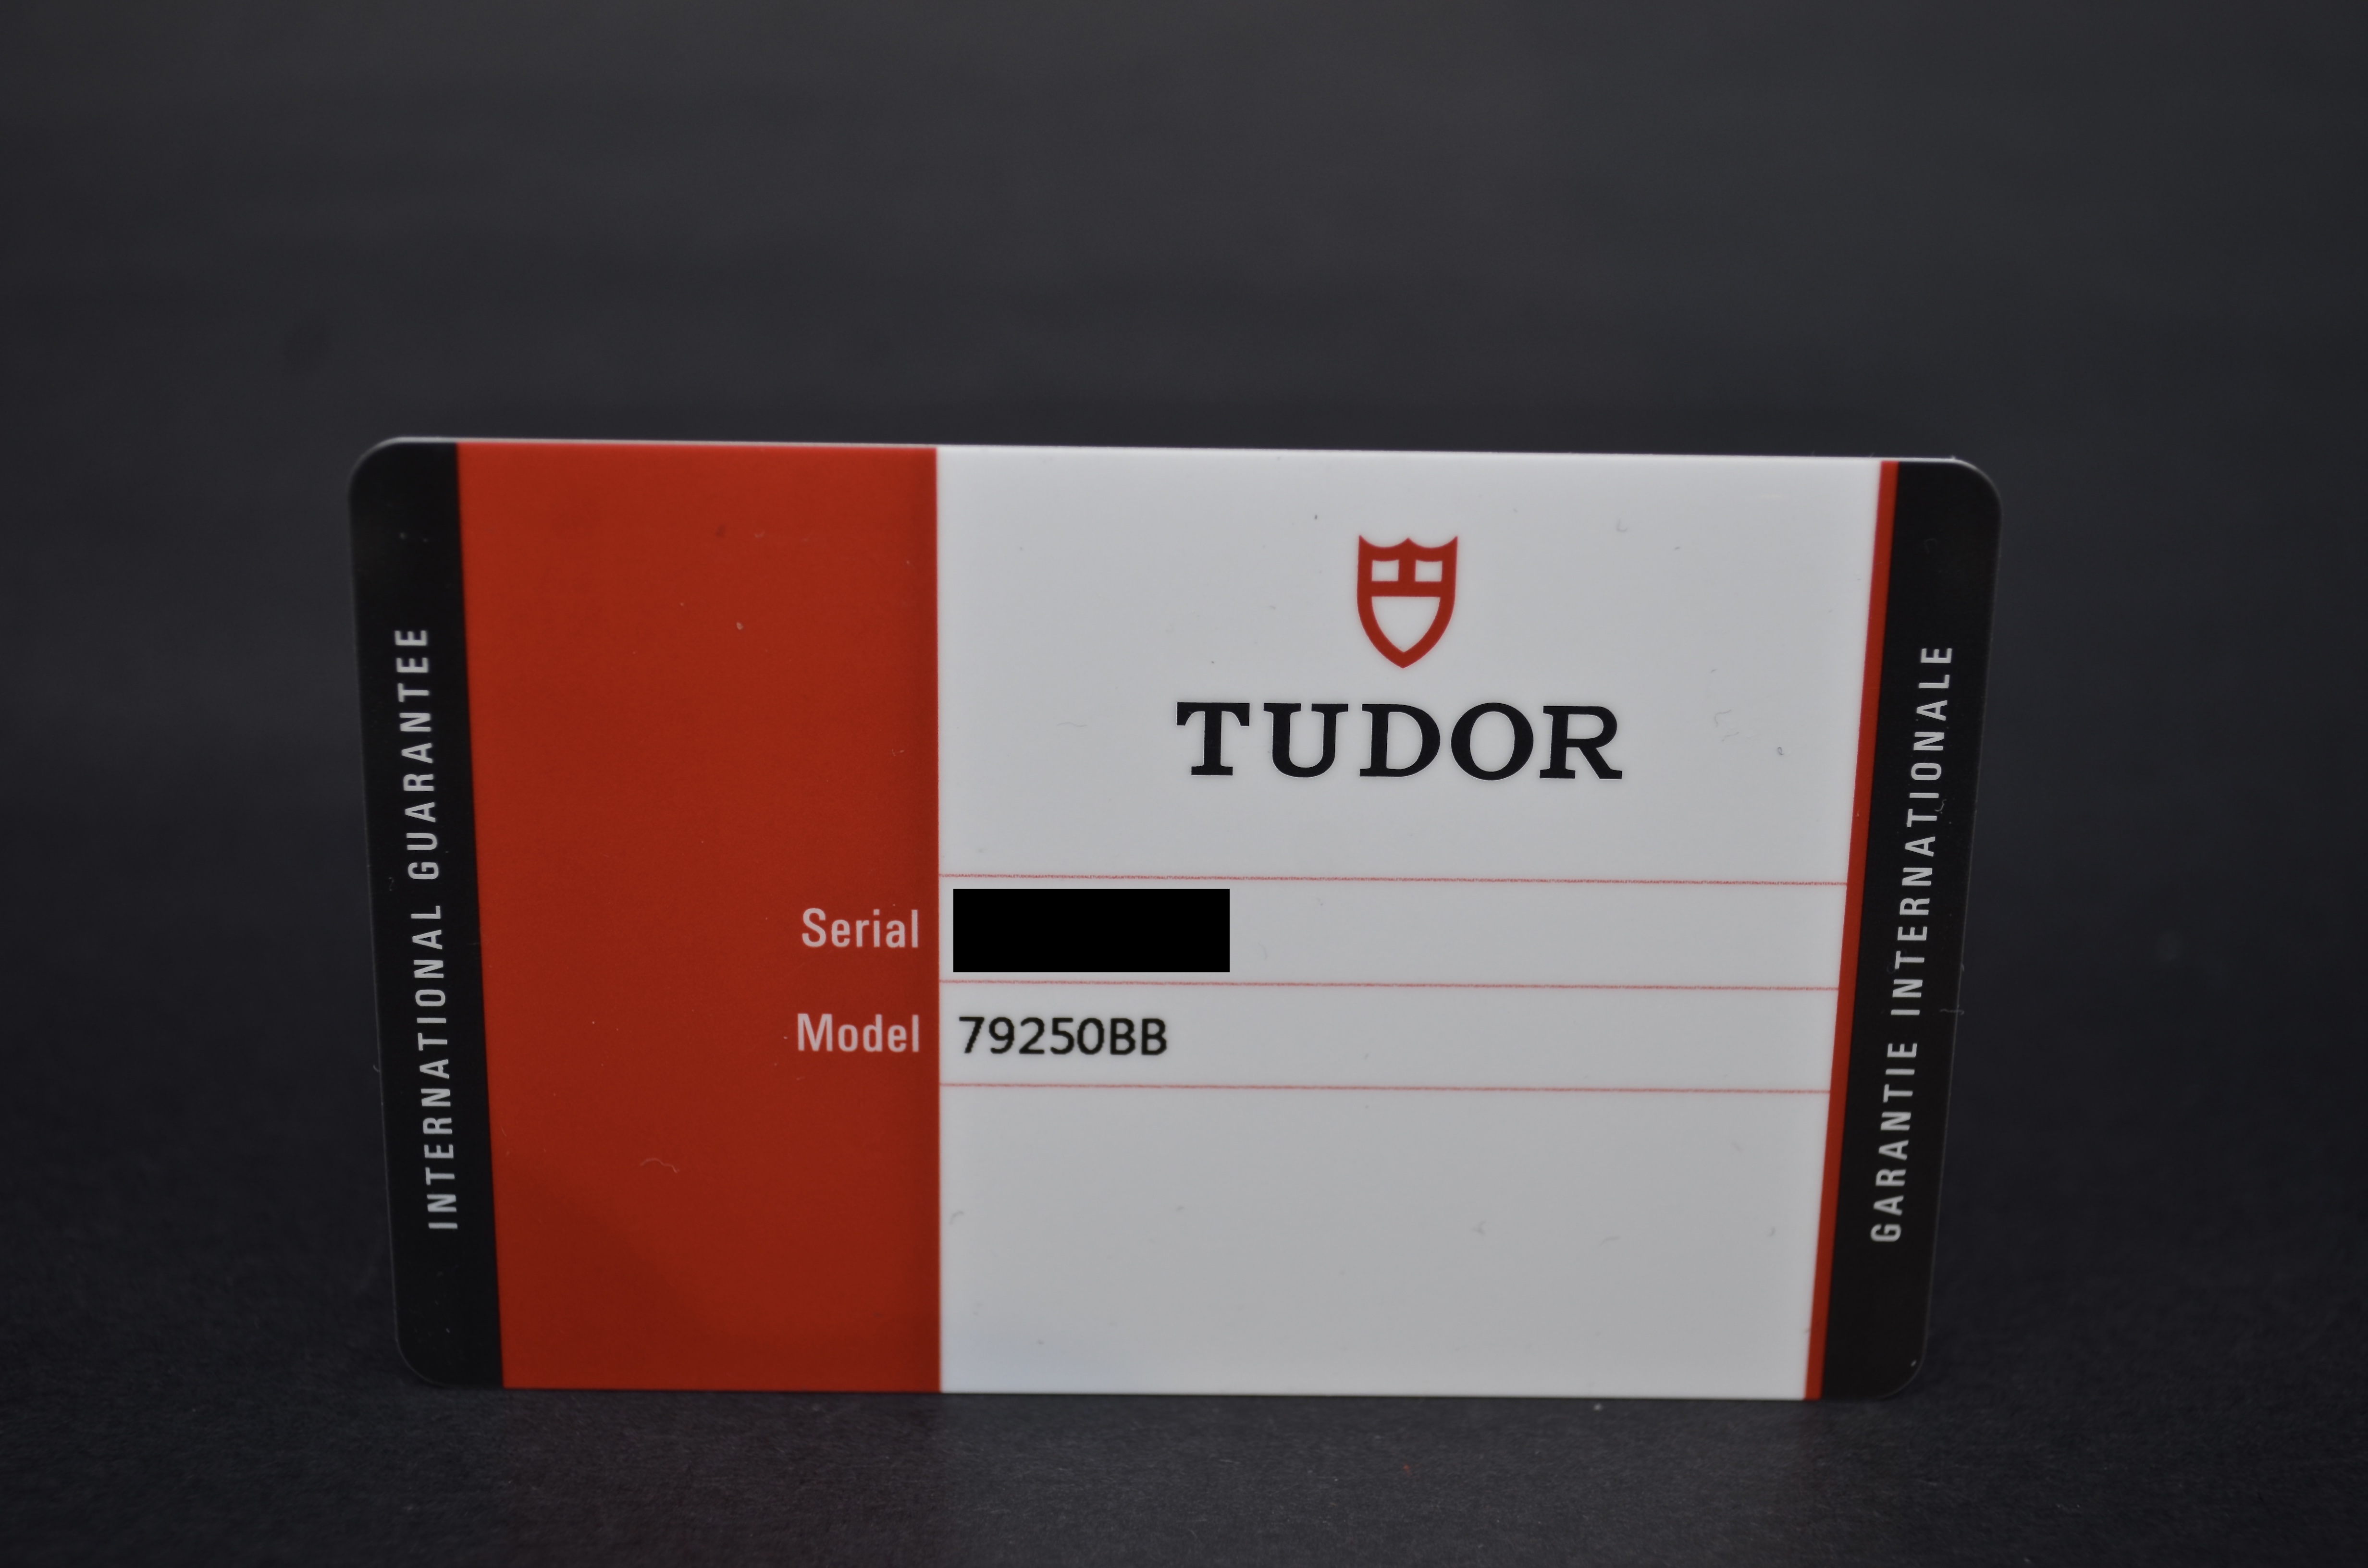 INTERNATIONAL GUARANTEE
TUDOR
Serial
Model 79250BB
GARANTIE INTERNATIONALE